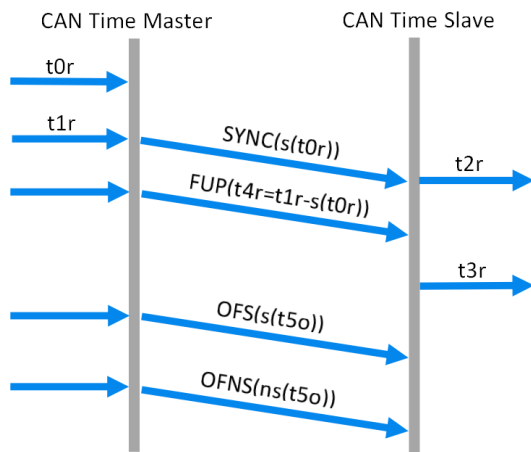 CAN Time Master
CAN Time Slave
t0r
t1r
SYNC(s(t0r))
t2r
FUP(t4r=t1r-s(t0r))
t3r
OFS(s(t5o))
OFNS(ns(t5o))